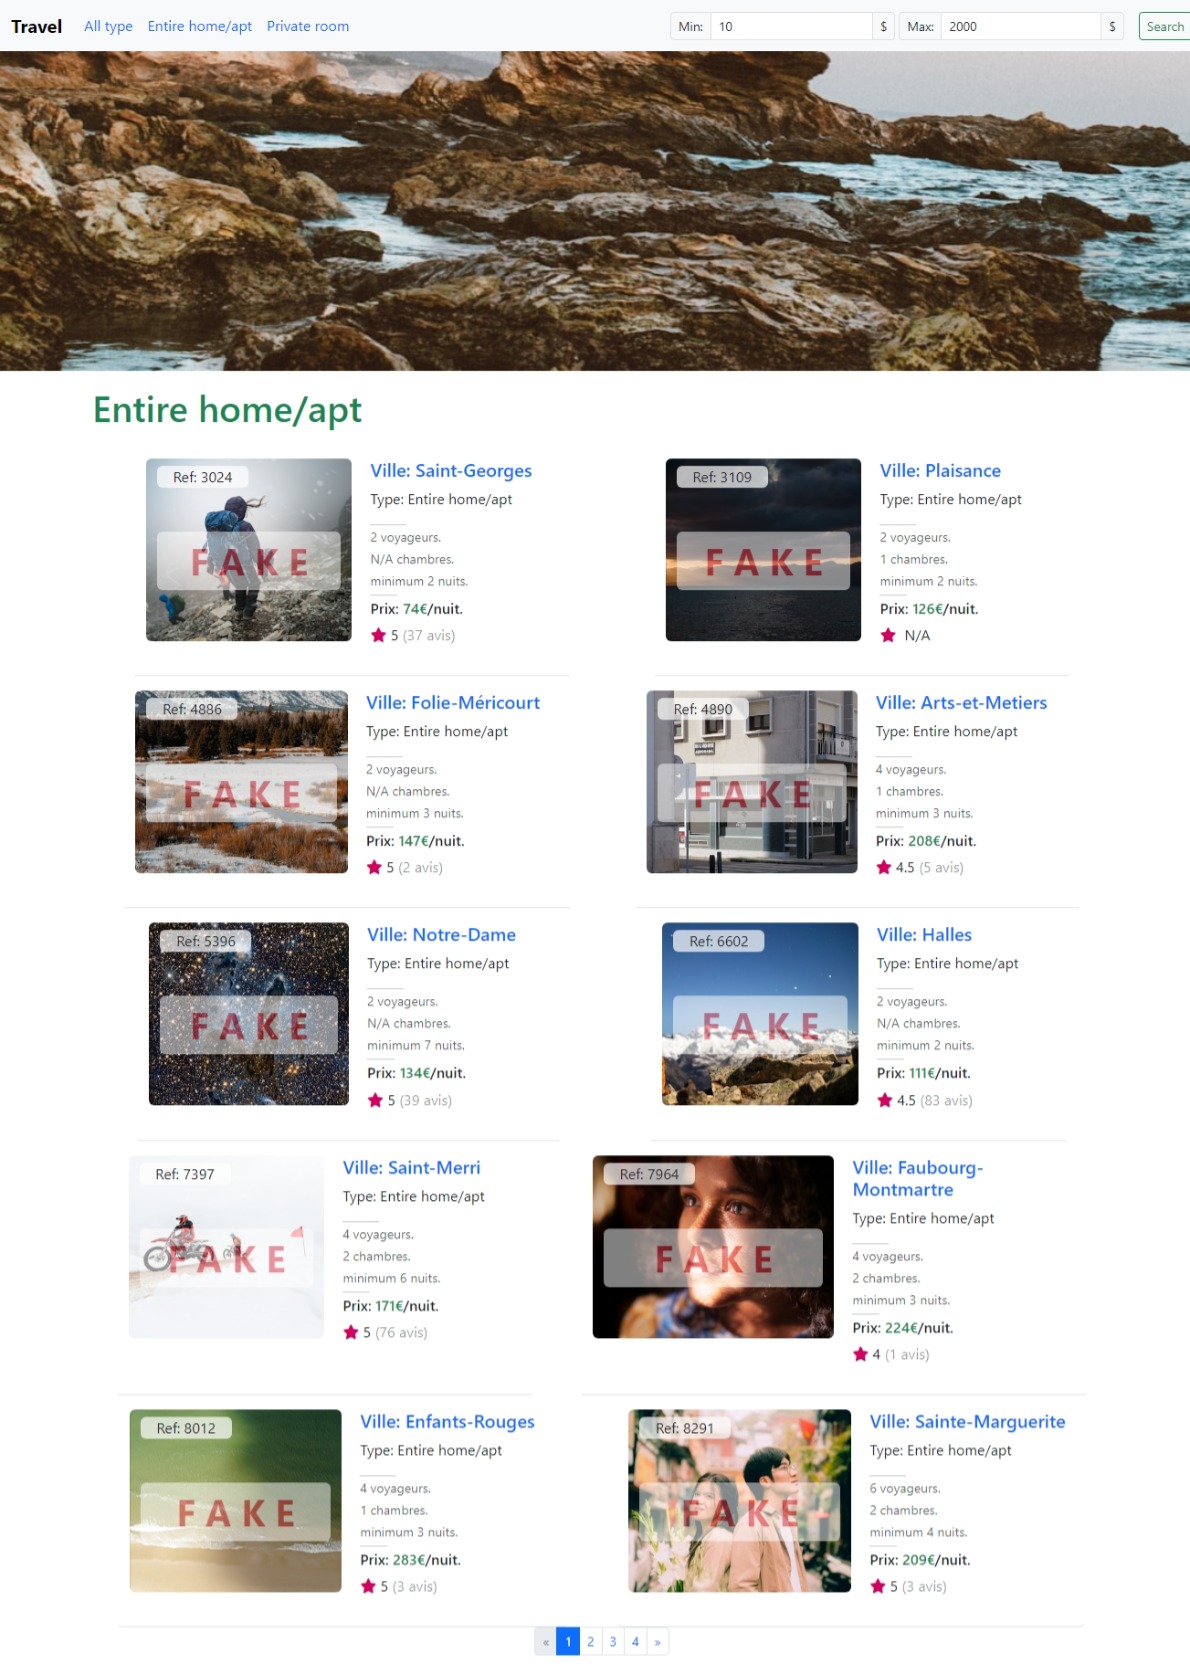 Travel All type Entire home/apt Private room Min: 10 $ Max: 2000 $ Search
Entire home/apt
Ref: 3024
FAKE
Ville: Saint-Georges
Type: Entire home/apt
2 voyageurs.
N/A chambres.
minimum 2 nuits.
Prix: 74€/nuit.
5 (37 avis)
Ref: 3109
FAKE
Ville: Plaisance
Type: Entire home/apt
2 voyageurs.
1 chambres.
minimum 2 nuits.
Prix: 126€/nuit.
N/A
Ref: 4886
FAKE
Ville: Folie-Méricourt
Type: Entire home/apt
2 voyageurs.
N/A chambres.
minimum 3 nuits.
Prix: 147€/nuit.
5 (2 avis)
Ref: 4890
FAKE
Ville: Arts-et-Metiers
Type: Entire home/apt
4 voyageurs.
1 chambres.
minimum 3 nuits.
Prix: 208€/nuit.
4.5 (5 avis)
Ref: 5396
FAKE
Ville: Notre-Dame
Type: Entire home/apt
2 voyageurs.
N/A chambres.
minimum 7 nuits.
Prix: 134€/nuit.
5 (39 avis)
Ref: 6602
FAKE
Ville: Halles
Type: Entire home/apt
2 voyageurs.
N/A chambres.
minimum 2 nuits.
Prix: 111€/nuit.
4.5 (83 avis)
Ref: 7397
FAKE
Ville: Saint-Merri
Type: Entire home/apt
4 voyageurs.
2 chambres.
minimum 6 nuits.
Prix: 171€/nuit.
5 (76 avis)
Ref: 7964
FAKE
Ville: Faubourg-
Montmartre
Type: Entire home/apt
4 voyageurs.
2 chambres.
minimum 3 nuits.
Prix: 224€/nuit.
4 (1 avis)
Ref: 8012
FAKE
Ville: Enfants-Rouges
Type: Entire home/apt
4 voyageurs.
1 chambres.
minimum 3 nuits.
Prix: 283€/nuit.
5 (3 avis)
Ref: 8291
FAKE
Ville: Sainte-Marguerite
Type: Entire home/apt
6 voyageurs.
2 chambres.
minimum 4 nuits.
Prix: 209€/nuit.
5 (3 avis)
« 1 2 3 4 »